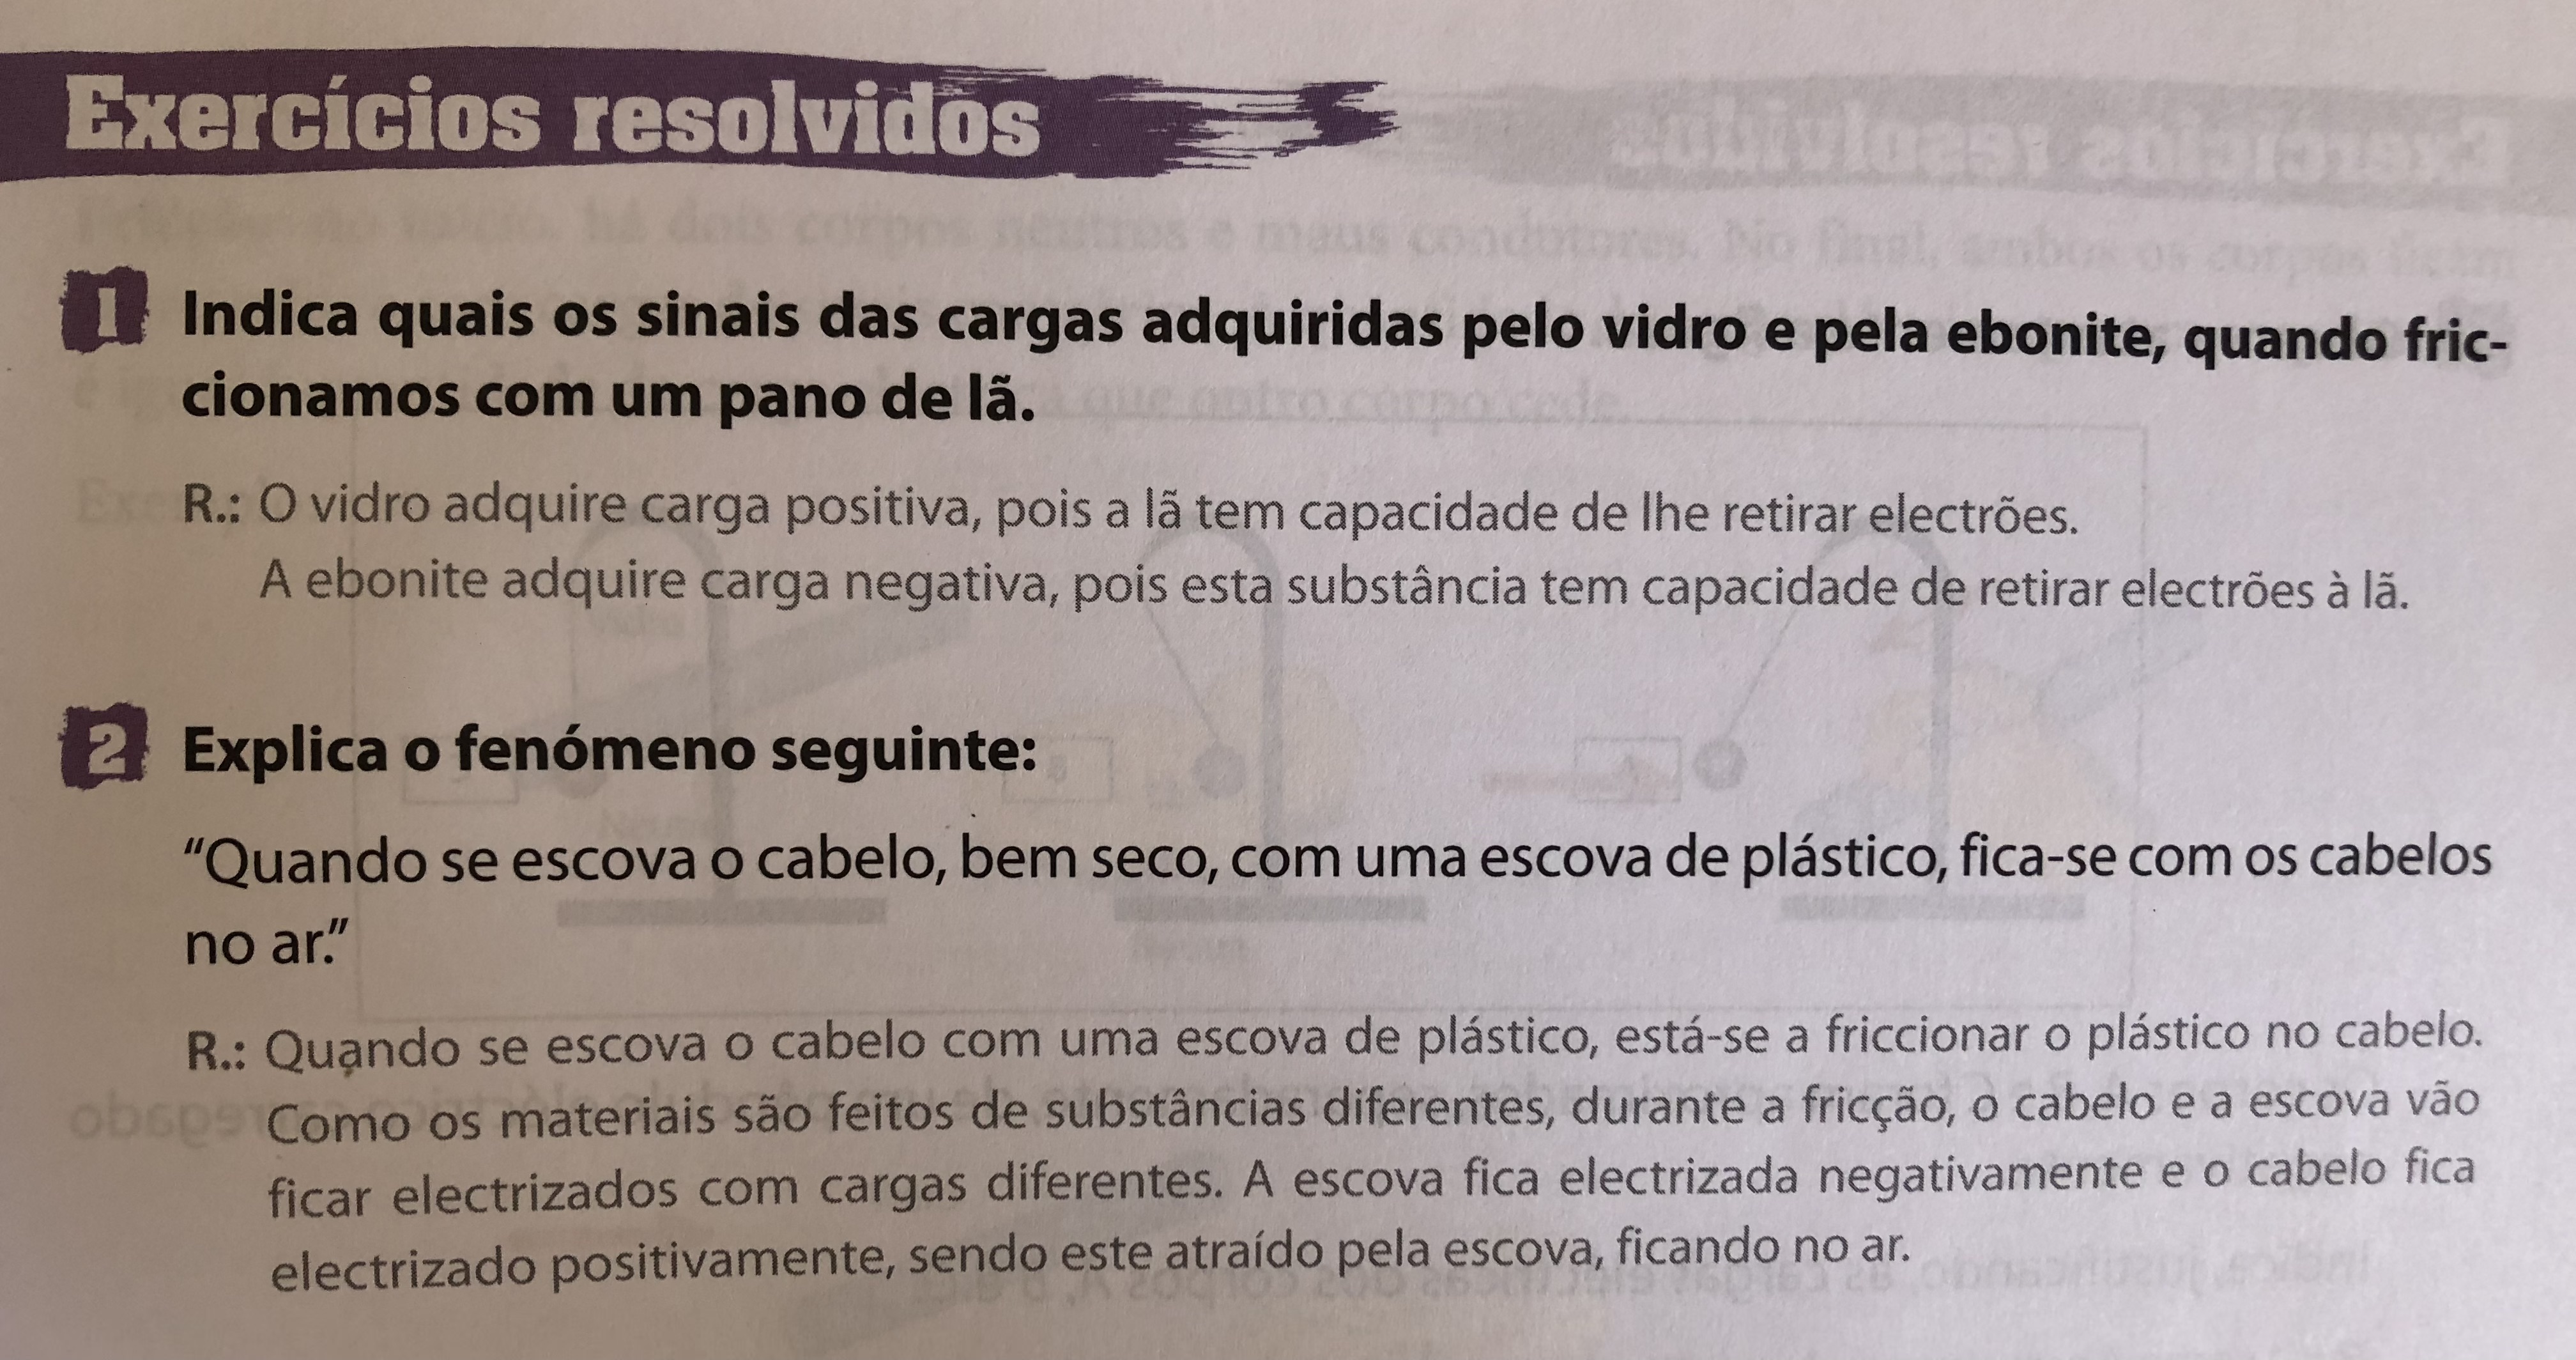 Exercícios resolvidos
1 Indica quais os sinais das cargas adquiridas pelo vidro e pela ebonite, quando fric-
cionamos com um pano de lã.
R.: O vidro adquire carga positiva, pois a lã tem capacidade de lhe retirar electrões.
A ebonite adquire carga negativa, pois esta substância tem capacidade de retirar electrões à lã.
2 Explica o fenómeno seguinte:
“Quando se escova o cabelo, bem seco, com uma escova de plástico, fica-se com os cabelos
no ar.”
R.: Quando se escova o cabelo com uma escova de plástico, está-se a friccionar o plástico no cabelo.
Como os materiais são feitos de substâncias diferentes, durante a fricção, o cabelo e a escova vão
ficar electrizados com cargas diferentes. A escova fica electrizada negativamente e o cabelo fica
electrizado positivamente, sendo este atraído pela escova, ficando no ar.